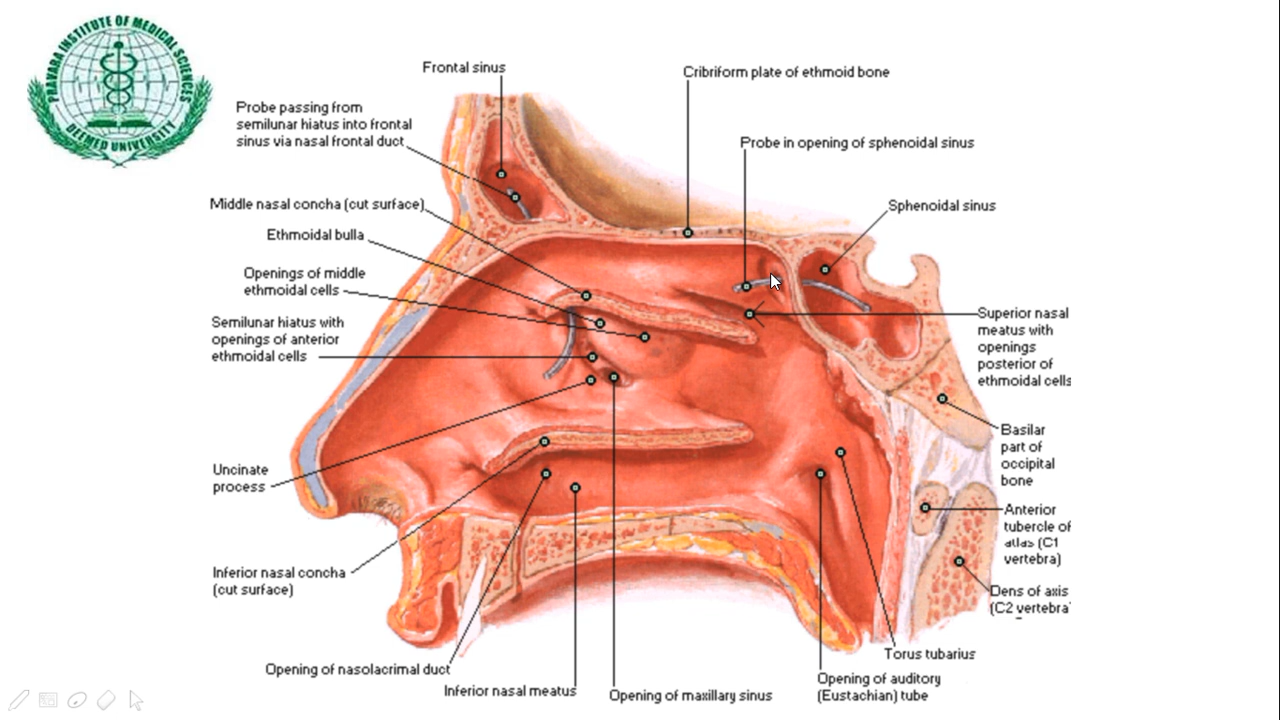 PRAVARA INSTITUTE OF MEDICAL SCIENCES
DEEMED UNIVERSITY
Frontal sinus
Cribriform plate of ethmoid bone
Probe passing from
semilunar hiatus into frontal
sinus via nasal frontal duct
Probe in opening of sphenoidal sinus
Middle nasal concha (cut surface)
Sphenoidal sinus
Ethmoidal bulla
Openings of middle
ethmoidal cells
Semilunar hiatus with
openings of anterior
ethmoidal cells
Superior nasal
meatus with
openings
posterior of
ethmoidal cells
Basilar
part of
occipital
bone
Uncinate
process
Anterior
tubercle of
atlas (C1
vertebra)
Inferior nasal concha
(cut surface)
Dens of axis
(C2 vertebra
Torus tubarius
Opening of nasolacrimal duct
Inferior nasal meatus
Opening of maxillary sinus
Opening of auditory
(Eustachian) tube